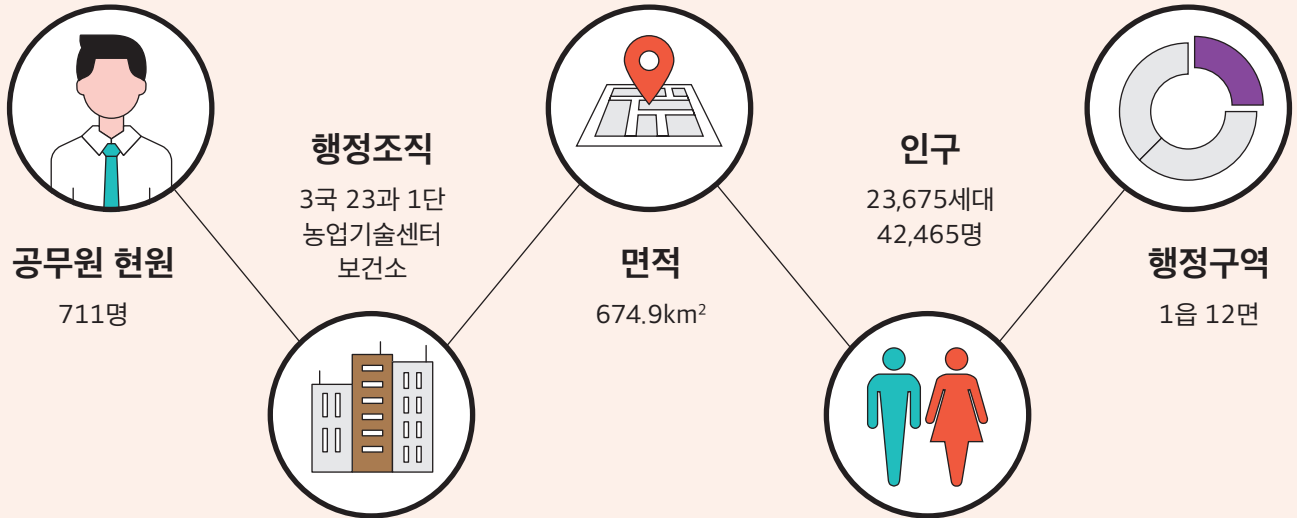 공무원 현원
711명
행정조직
3국 23과 1단
농업기술센터
보건소
면적
674.9km²
인구
23,675세대
42,465명
행정구역
1읍 12면